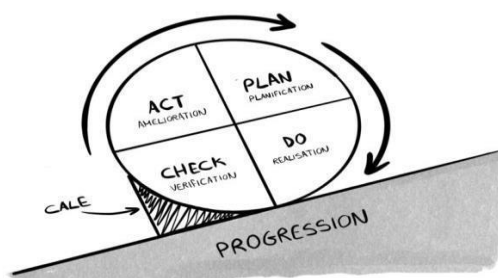 ACT
AMELIORATION
PLAN
PLANIFICATION
CHECK
VERIFICATION
DO
REALISATION
CALE
PROGRESSION